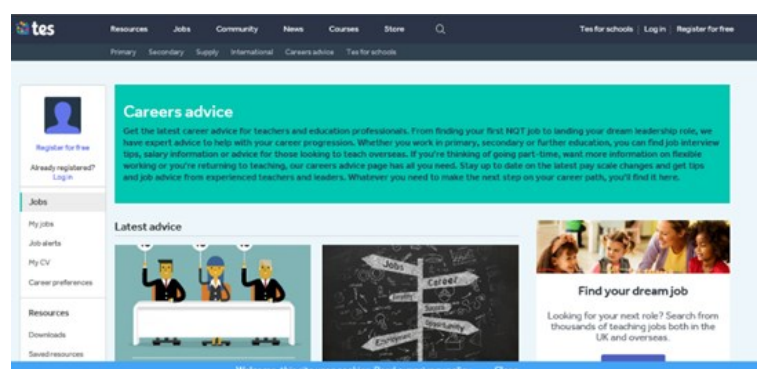 tes
Resources Jobs Community News Courses Store
Tes for schools | Log in | Register for free
Primary Secondary Supply International Careers advice Tes for schools
Register for free
Already registered?
Log in
Jobs
My jobs
Job alerts
My CV
Career preferences
Resources
Downloads
Saved resources
Careers advice
Get the latest career advice for teachers and education professionals. From finding your first NQT job to landing your dream leadership role, we
have expert advice to help with your career progression. Whether you work in primary, secondary or further education, you can find job interview
tips, salary information or advice for those looking to teach overseas. If you're thinking of going part-time, want more information on flexible
working or you're returning to teaching, our careers advice page has all you need. Stay up to date on the latest pay scale changes and get tips
and job advice from experienced teachers and leaders. Whatever you need to make the next step on your career path, you'll find it here.
Latest advice
10 10 10
Jobs
Career
Success
Opportunity
Employment
Find your dream job
Looking for your next role? Search from
thousands of teaching jobs both in the
UK and overseas.